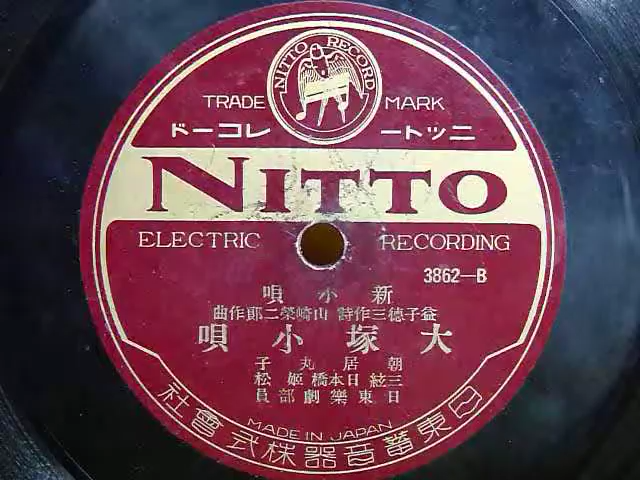 NITTO RECORD
TRADE MARK
ニットー レコード
NITTO
ELECTRIC RECORDING
3862-B
新小唄
益子德三作詩 山崎榮二郎作曲
大塚小唄
朝居丸子
三絃 日本橋 姬松
日東樂劇部員
MADE IN JAPAN
日東蓄音器株式會社